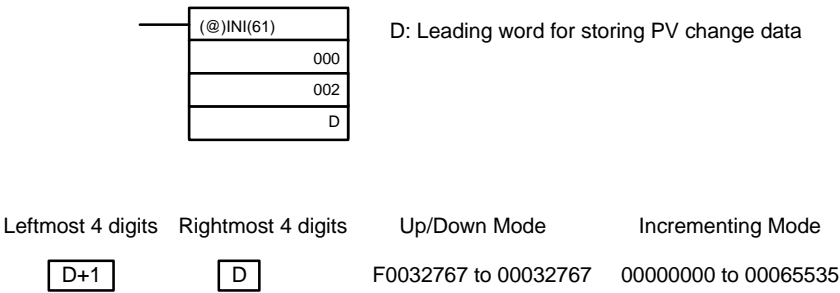 (@)INI(61)
D: Leading word for storing PV change data
000
002
D
Leftmost 4 digits Rightmost 4 digits Up/Down Mode Incrementing Mode
D+1 D F0032767 to 00032767 00000000 to 00065535